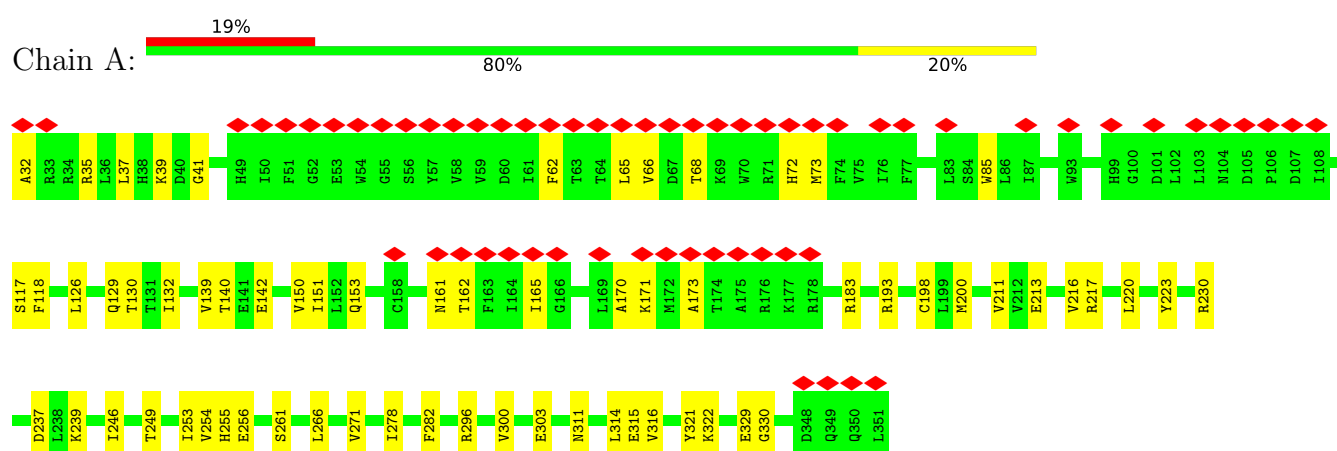 19%
Chain A:
80% 20%
A32 R33 R34 R35 L36 L37 H38 K39 D40 G41 H49 I50 F51 G52 E53 W54 G55 S56 Y57 V58 V59 D60 I61 F62 T63 T64 L65 V66 D67 T68 K69 W70 R71 H72 M73 F74 V75 I76 F77 L83 S84 W85 L86 I87 W93 H99 G100 D101 L102 L103 N104 D105 P106 D107 I108
S117 F118 L126 Q129 T130 T131 I132 V139 T140 E141 E142 V150 I151 L152 Q153 C158 N161 T162 F163 I164 I165 G166 L169 A170 K171 M172 A173 T174 A175 R176 K177 R178 R183 R193 C198 L199 M200 V211 V212 E213 V216 R217 L220 Y223 R230
D237 L238 K239 I246 T249 I253 V254 H255 E256 S261 L266 V271 I278 F282 R296 V300 E303 N311 L314 E315 V316 Y321 K322 E329 G330 D348 Q349 Q350 L351